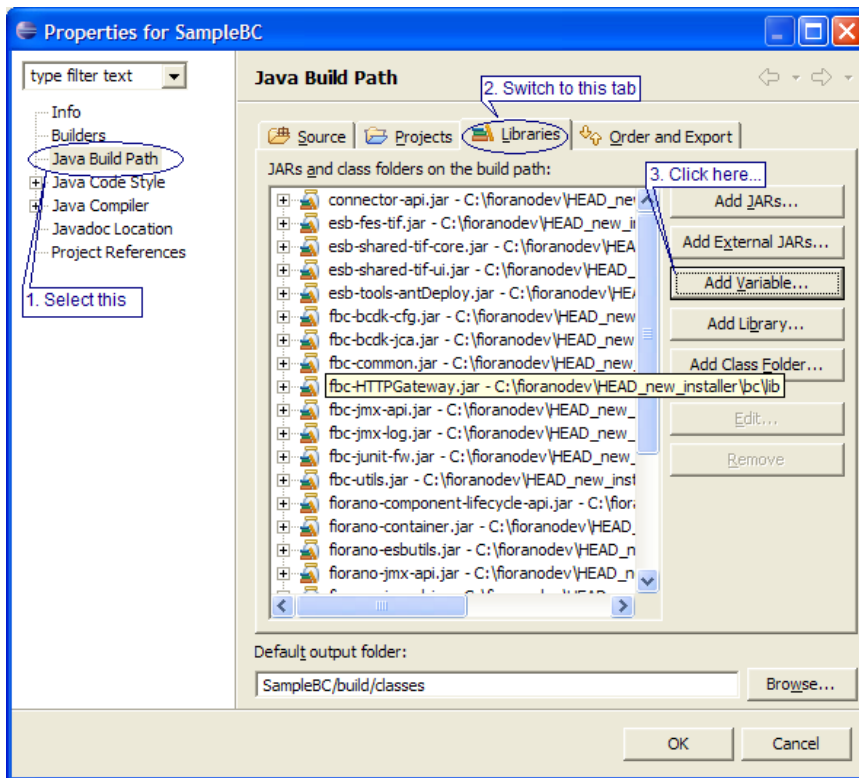 Properties for SampleBC
type filter text
Info
Builders
Java Build Path
Java Code Style
Java Compiler
Javadoc Location
Project References
1. Select this
Java Build Path
2. Switch to this tab
Source
Projects
Libraries
Order and Export
JARs and class folders on the build path:
3. Click here...
connector-api.jar - C:\fioranodev\HEAD_new
esb-fes-tif.jar - C:\fioranodev\HEAD_new_i
esb-shared-tif-core.jar - C:\fioranodev\HEA
esb-shared-tif-ui.jar - C:\fioranodev\HEAD_
esb-tools-antDeploy.jar - C:\fioranodev\HEA
fbc-bcdk-cfg.jar - C:\fioranodev\HEAD_new
fbc-bcdk-jca.jar - C:\fioranodev\HEAD_new_
fbc-common.jar - C:\fioranodev\HEAD_new_
fbc-HTTPGateway.jar - C:\fioranodev\HEAD_new_installer\bc\lib
fbc-jmx-api.jar - C:\fioranodev\HEAD_new_
fbc-jmx-log.jar - C:\fioranodev\HEAD_new_
fbc-junit-fw.jar - C:\fioranodev\HEAD_new_
fbc-utils.jar - C:\fioranodev\HEAD_new_inst
fiorano-component-lifecycle-api.jar - C:\fiora
fiorano-container.jar - C:\fioranodev\HEAD_
fiorano-esbutils.jar - C:\fioranodev\HEAD_n
fiorano-jmx-api.jar - C:\fioranodev\HEAD_n
Add JARs...
Add External JARs...
Add Variable...
Add Library...
Add Class Folder...
Edit...
Remove
Default output folder:
SampleBC/build/classes
Browse...
OK
Cancel